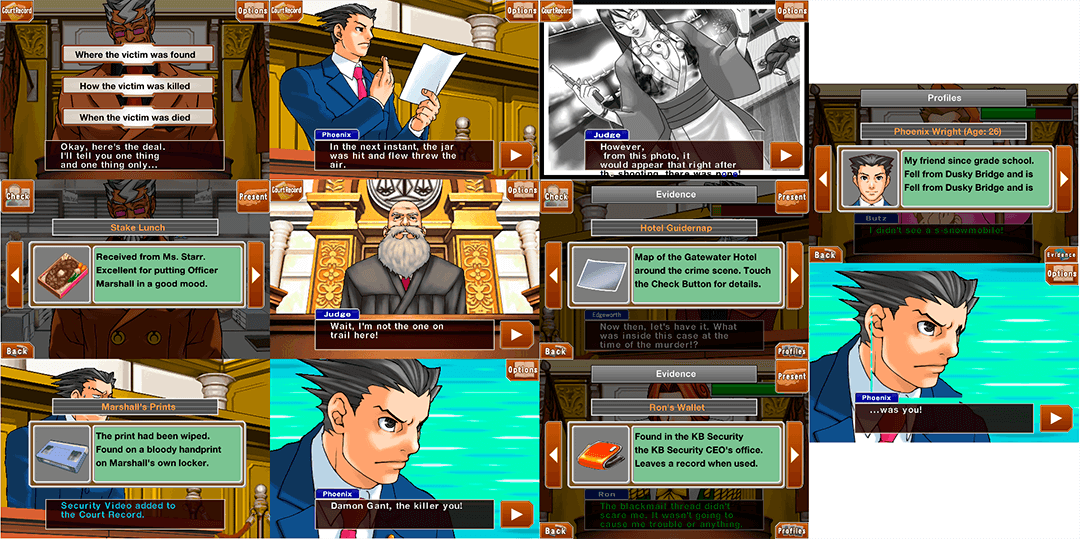 Court Record
Options
Where the victim was found
How the victim was killed
When the victim was died
Okay, here's the deal.
I'll tell you one thing
and one thing only...
Court Record
Options
Phoenix
In the next instant, the jar
was hit and flew threw the
air.
Court Record
Options
Judge
However,
from this photo, it
would appear that right after
the shooting, there was none!
Profiles
Phoenix Wright (Age: 26)
My friend since grade school.
Fell from Dusky Bridge and is
Fell from Dusky Bridge and is
Butz
I didn't see a s-snowmobile!
Back
Evidence
Check
Present
Stake Lunch
Received from Ms. Starr.
Excellent for putting Officer
Marshall in a good mood.
Back
Court Record
Options
Judge
Wait, I'm not the one on
trail here!
Check
Evidence
Present
Hotel Guidernap
Map of the Gatewater Hotel
around the crime scene. Touch
the Check Button for details.
Edgeworth
Now then, let's have it. What
was inside this case at the
time of the murder!?
Back
Profiles
Options
Phoenix
...was you!
Marshall's Prints
The print had been wiped.
Found on a bloody handprint
on Marshall's own locker.
Security Video added to
the Court Record.
Options
Phoenix
Damon Gant, the killer you!
Evidence
Present
Ron's Wallet
Found in the KB Security
the KB Security CEO's office.
Leaves a record when used.
Ron
The blackmail thread didn't
scare me. It wasn't going to
cause me trouble or anything.
Back
Profiles